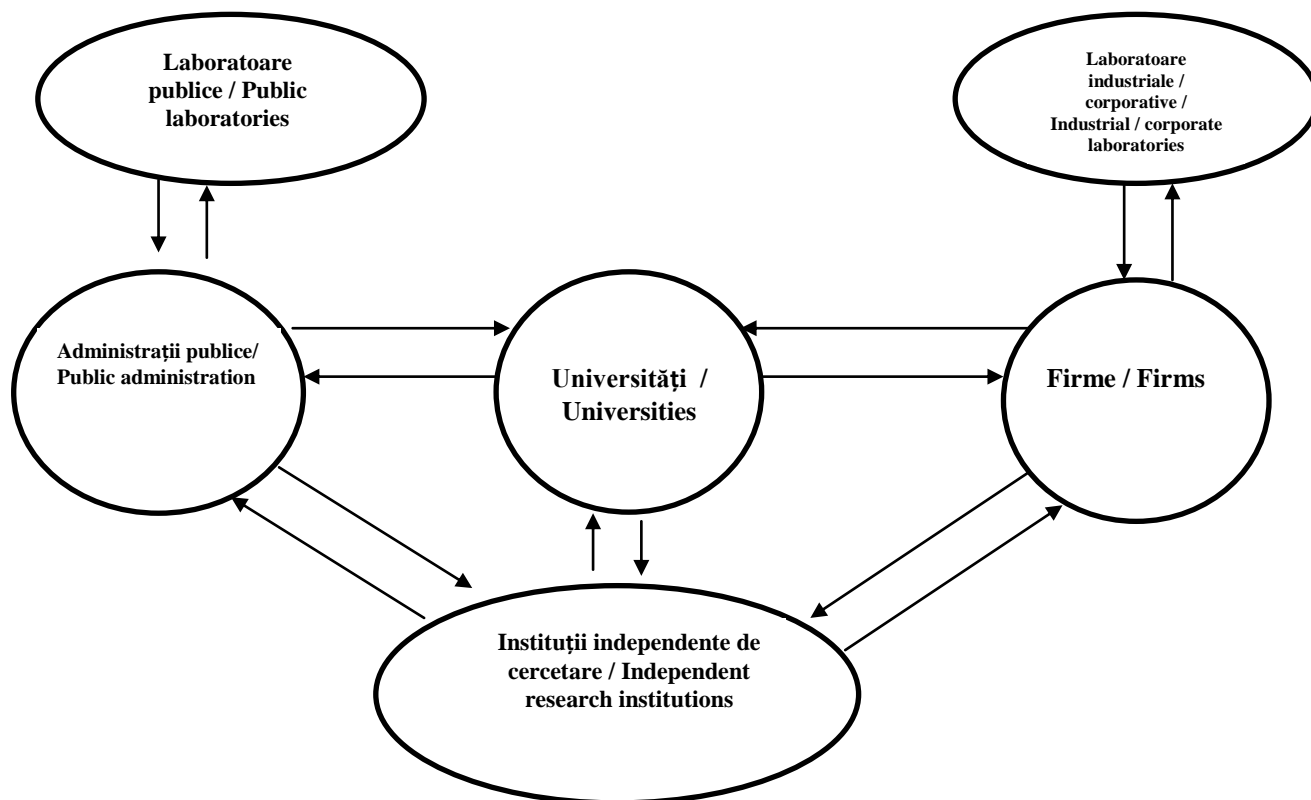 Laboratoare
publice / Public
laboratories
Laboratoare
industriale /
corporative /
Industrial / corporate
laboratories
Administrații publice/
Public administration
Universități /
Universities
Firme / Firms
Instituții independente de
cercetare / Independent
research institutions